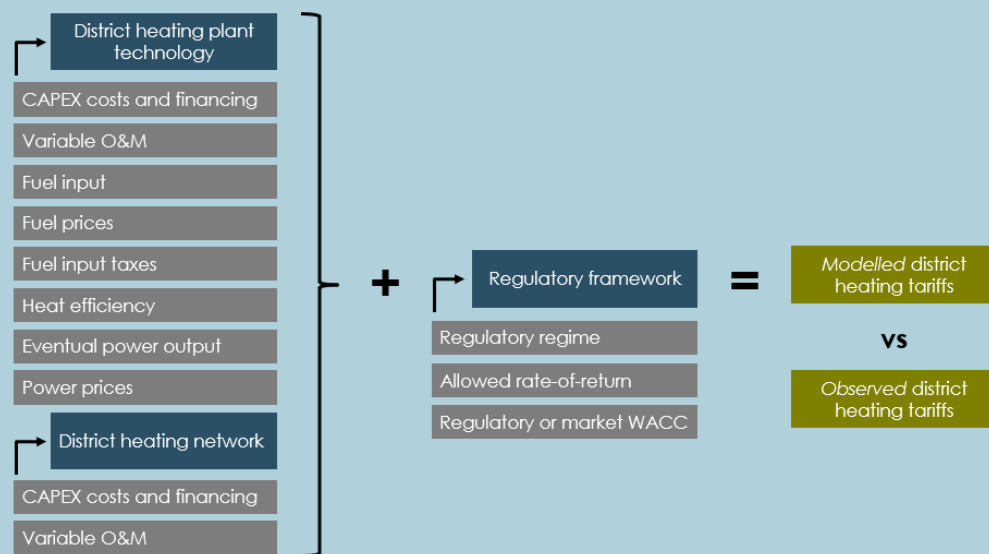 District heating plant
technology
CAPEX costs and financing
Variable O&M
Fuel input
Fuel prices
Fuel input taxes
Heat efficiency
Eventual power output
Power prices
District heating network
CAPEX costs and financing
Variable O&M
+
Regulatory framework
Regulatory regime
Allowed rate-of-return
Regulatory or market WACC
=
Modelled district
heating tariffs
vs
Observed district
heating tariffs